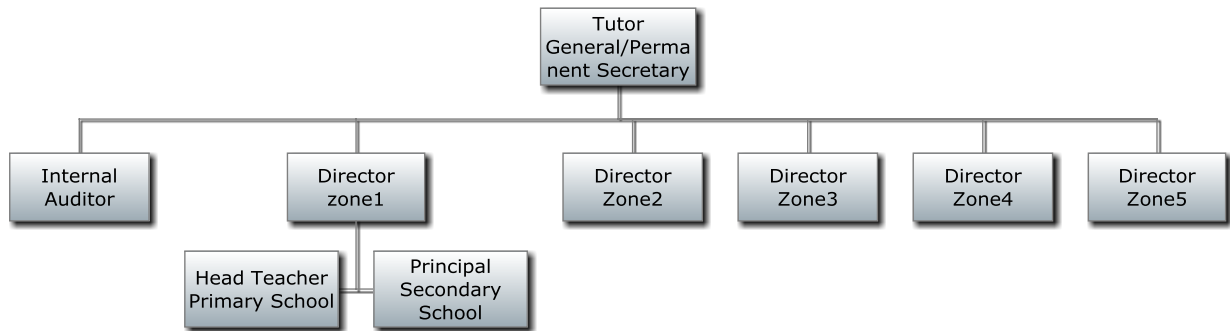 Tutor
General/Perma
nent Secretary
Internal
Auditor
Director
zone1
Director
Zone2
Director
Zone3
Director
Zone4
Director
Zone5
Head Teacher
Primary School
Principal
Secondary
School